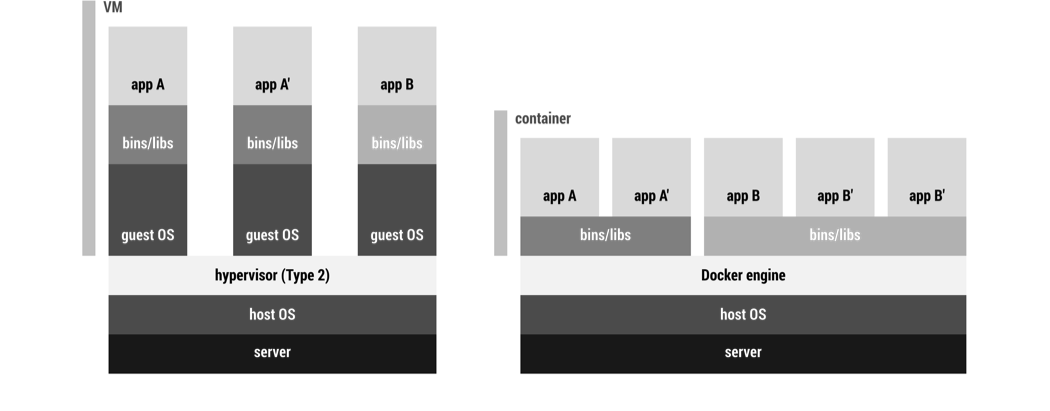 VM
app A
app A'
app B
bins/libs
bins/libs
bins/libs
guest OS
guest OS
guest OS
hypervisor (Type 2)
host OS
server
container
app A
app A'
app B
app B'
app B'
bins/libs
bins/libs
Docker engine
host OS
server